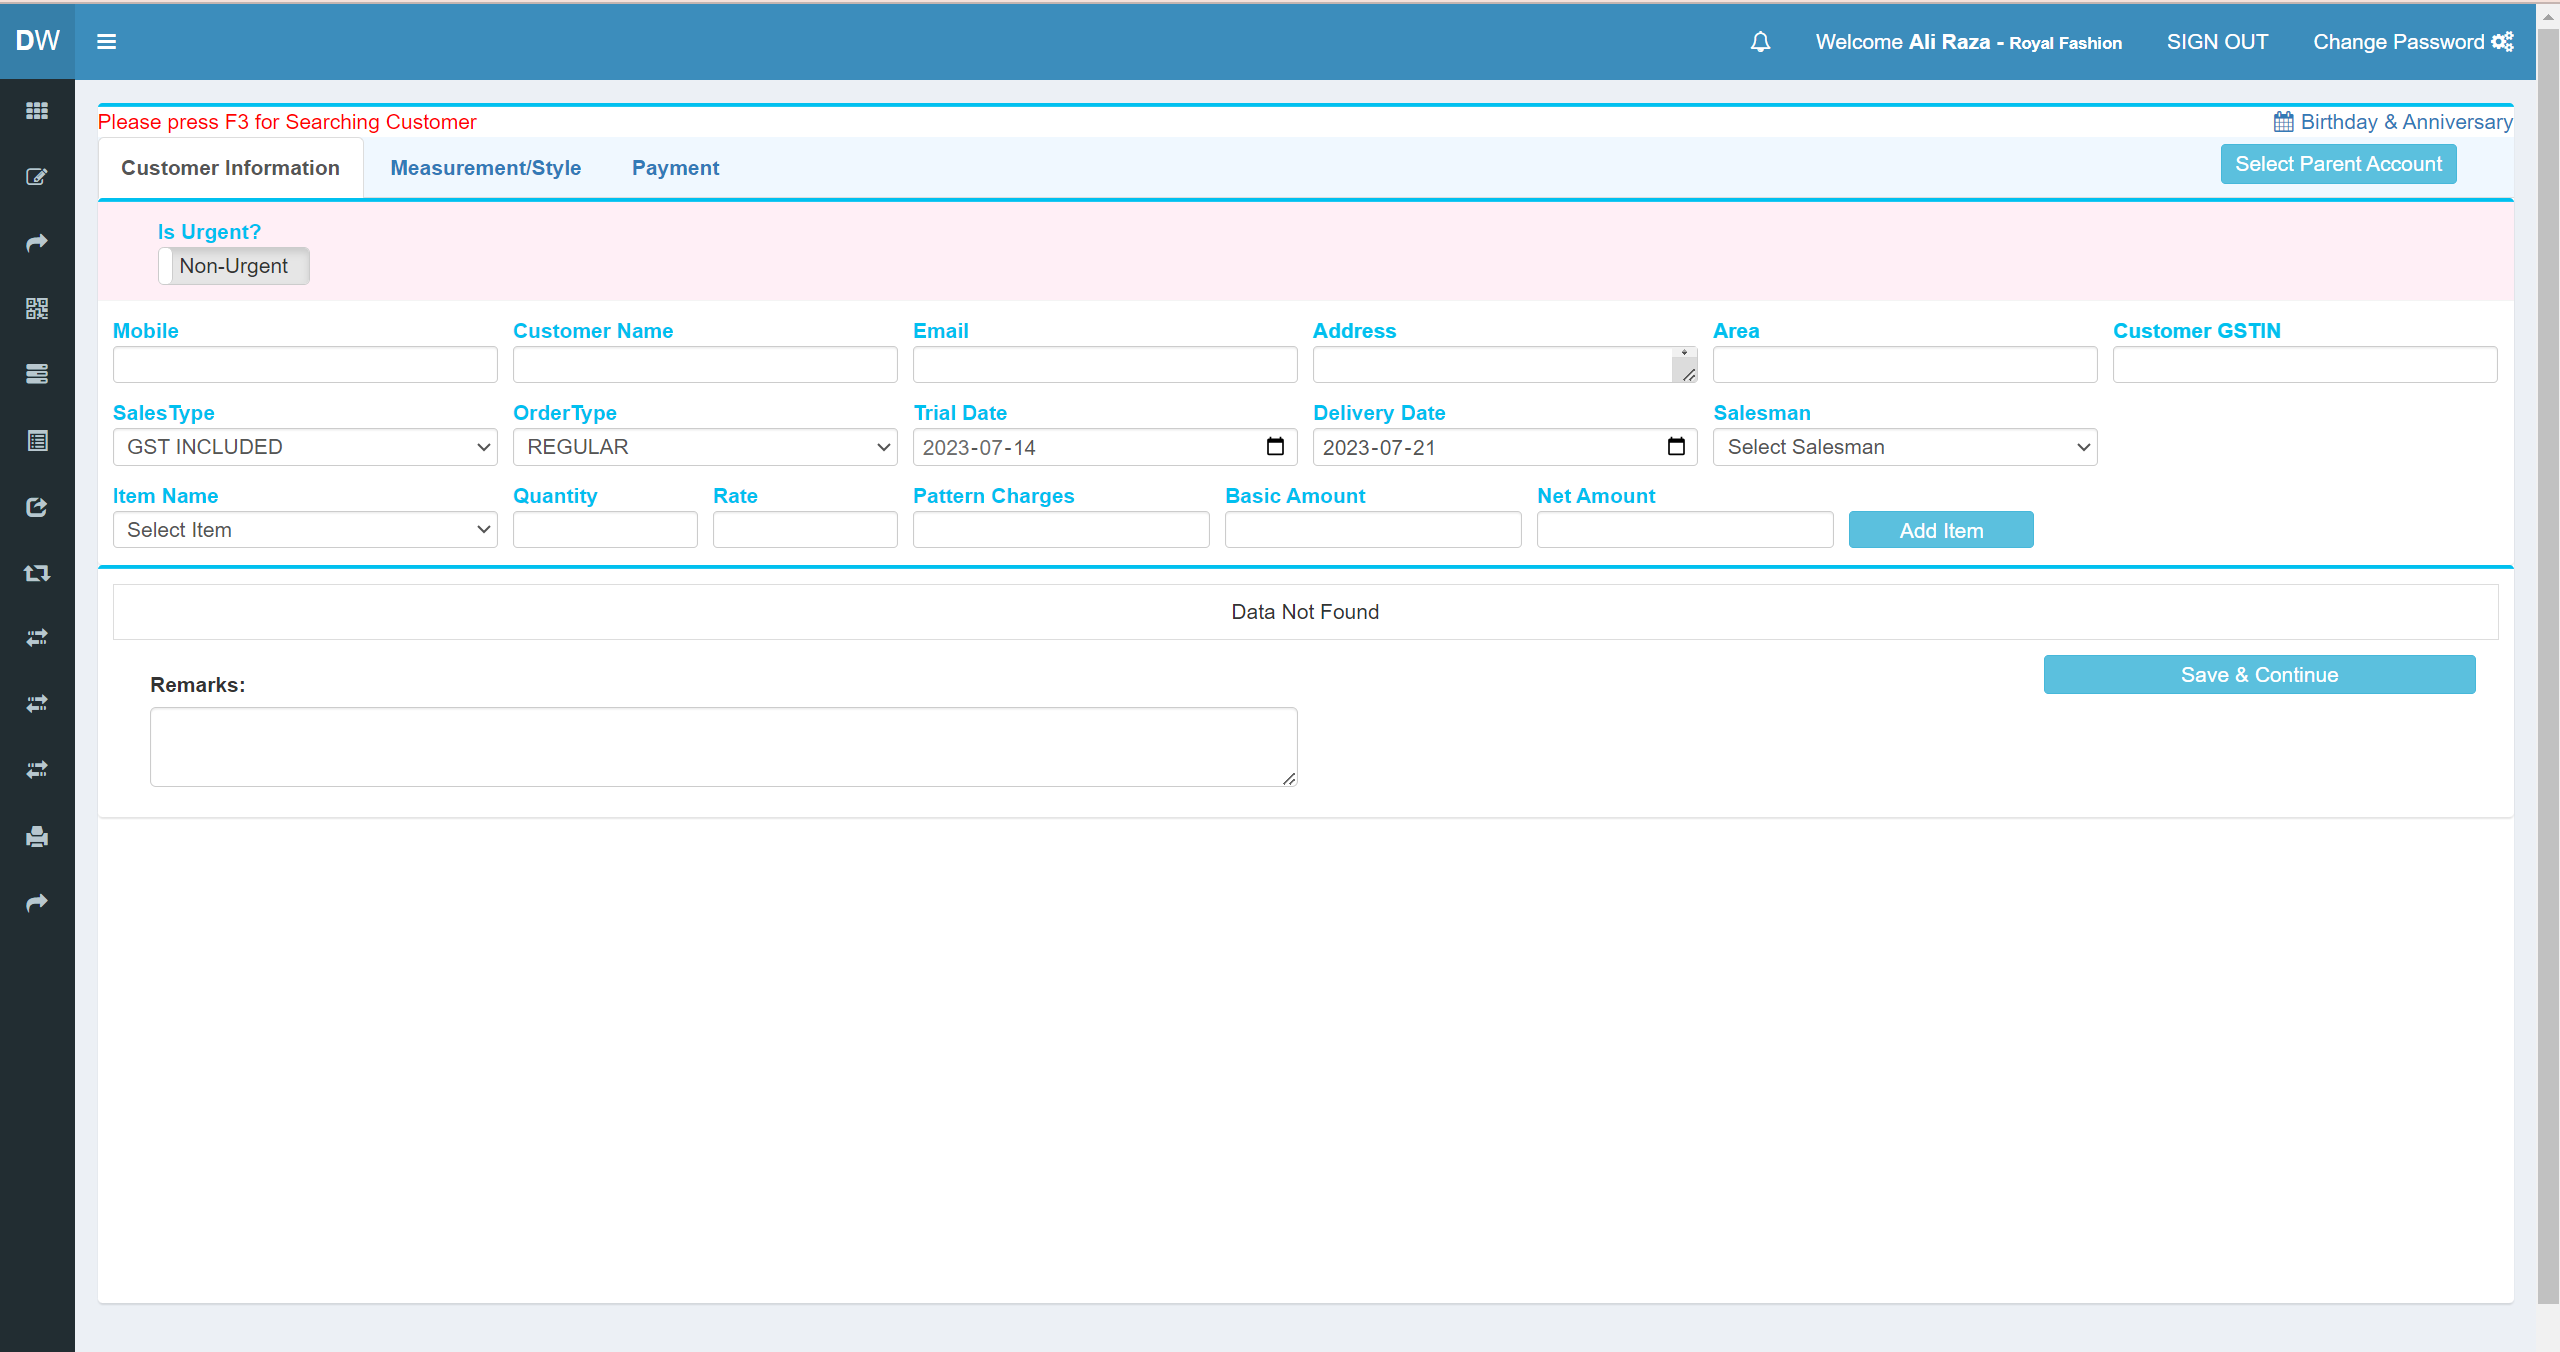 DW
Welcome Ali Raza - Royal Fashion SIGN OUT Change Password
Please press F3 for Searching Customer
Birthday & Anniversary
Customer Information Measurement/Style Payment
Select Parent Account
Is Urgent?
Non-Urgent
Mobile Customer Name Email Address Area Customer GSTIN
SalesType OrderType Trial Date Delivery Date Salesman
GST INCLUDED REGULAR 2023-07-14 2023-07-21 Select Salesman
Item Name Quantity Rate Pattern Charges Basic Amount Net Amount
Select Item Add Item
Data Not Found
Save & Continue
Remarks: